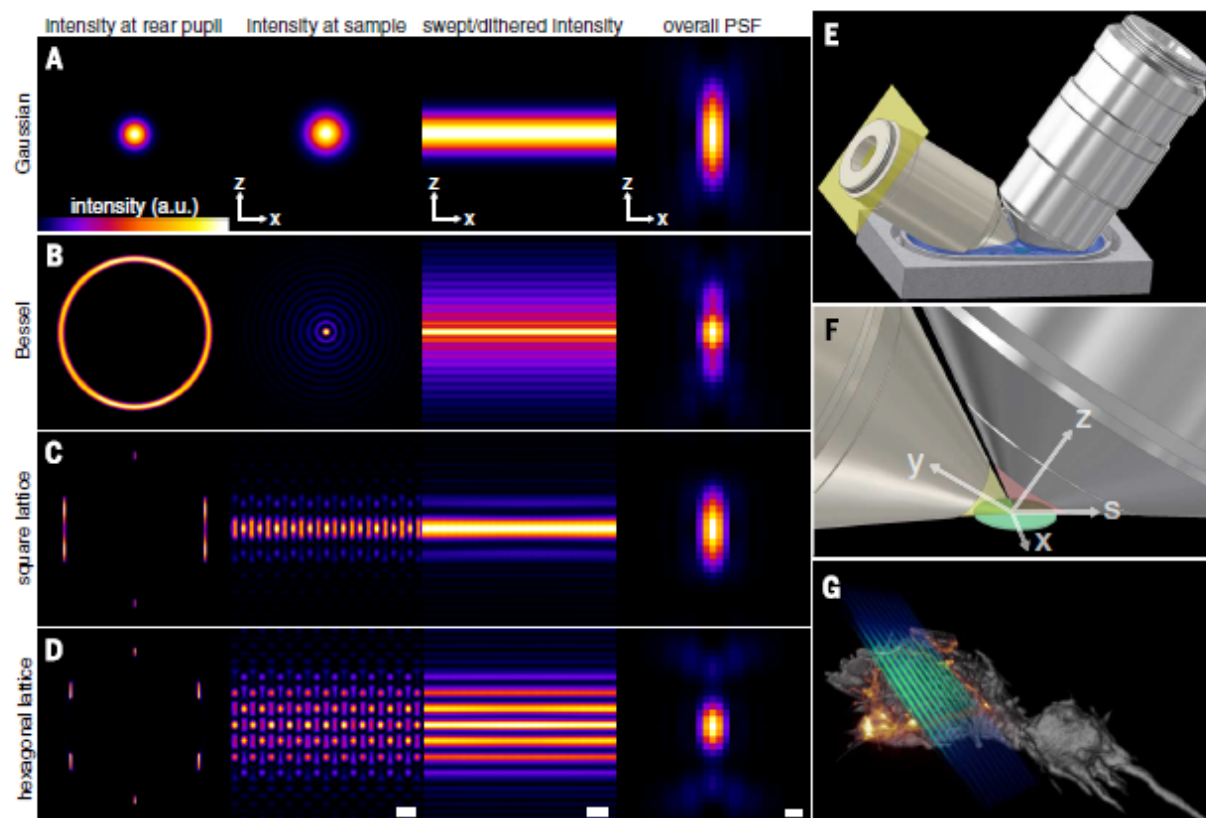 intensity at rear pupil intensity at sample swept/dithered intensity overall PSF
Gaussian
A
intensity (a.u.)
z
x
z
x
z
x
Bessel
B
square lattice
C
hexagonal lattice
D
E
F
z
y
s
x
G